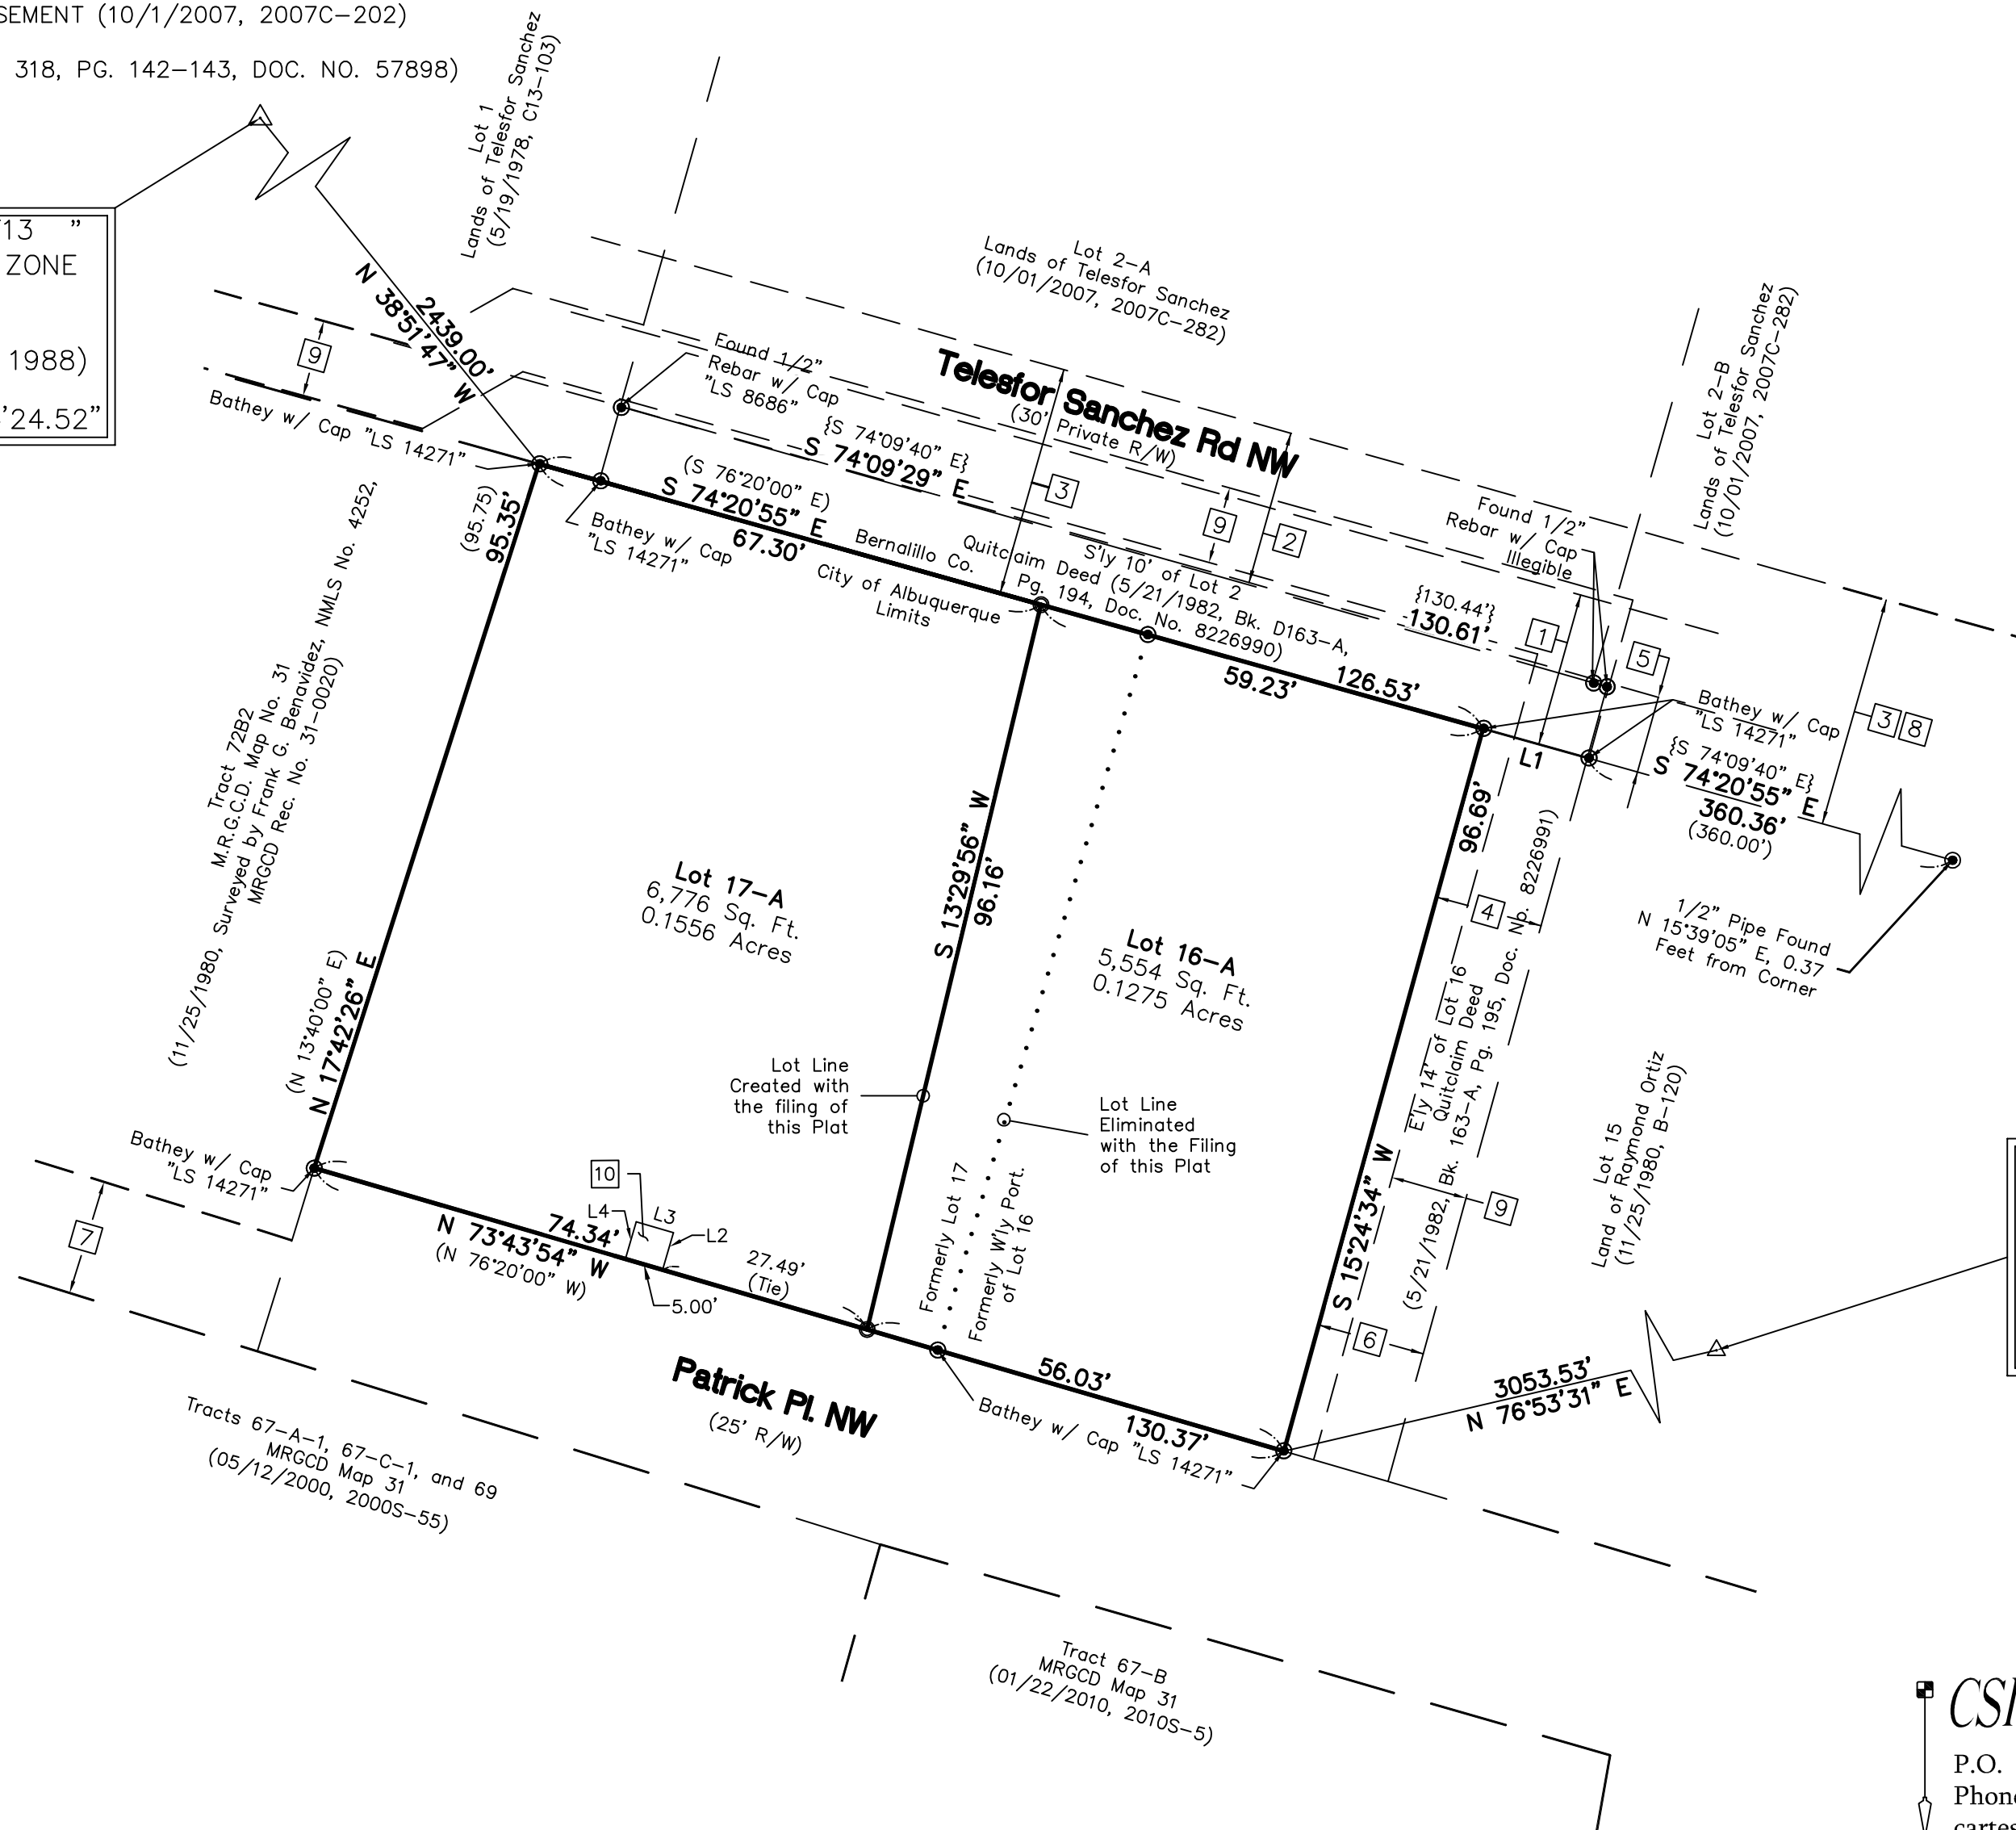 SEMENT (10/1/2007, 2007C-202)
318, PG. 142-143, DOC. NO. 57898)
Lot 1
Lands of Telesfor Sanchez
(5/19/1978, C13-103)
/13 "
ZONE
1988)
'24.52"
N 38°51'47" W
2439.00'
9
Bathey w/ Cap "LS 14271"
Lot 2-A
Lands of Telesfor Sanchez
(10/01/2007, 2007C-282)
Lot 2-B
Lands of Telesfor Sanchez
(10/01/2007, 2007C-282)
Found 1/2"
Rebar w/ Cap
"LS 8686"
Telesfor Sanchez Rd NW
(30' Private R/W)
{S 74°09'40" E}
S 74°09'29" E
(S 76°20'00" E)
S 74°20'55" E
67.30'
Bathey w/ Cap
"LS 14271"
Bernalillo Co.
City of Albuquerque
Limits
3
9
2
S'ly 10' of Lot 2
Quitclaim Deed (5/21/1982, Bk. D163-A,
Pg. 194, Doc. No. 8226990)
Found 1/2"
Rebar w/ Cap
Illegible
{130.44'}
130.61'
1
5
59.23'
126.53'
Bathey w/ Cap
"LS 14271"
L1
3
8
{S 74°09'40" E}
S 74°20'55" E
360.36'
(360.00')
1/2" Pipe Found
N 15°39'05" E, 0.37
Feet from Corner
(95.75)
95.35'
Tract 72B2
M.R.G.C.D. Map No. 31
(11/25/1980, Surveyed by Frank G. Benavidez, NMLS No. 4252,
MRGCD Rec. No. 31-0020)
(N 13°40'00" E)
N 17°42'26" E
Lot 17-A
6,776 Sq. Ft.
0.1556 Acres
S 13°29'56" W
96.16'
Lot 16-A
5,554 Sq. Ft.
0.1275 Acres
96.69'
S 15°24'34" W
4
E'ly 14' of Lot 16
Quitclaim Deed
(5/21/1982, Bk. 163-A, Pg. 195, Doc. No. 8226991)
Lot 15
Land of Raymond Ortiz
(11/25/1980, B-120)
Lot Line
Created with
the filing of
this Plat
Lot Line
Eliminated
with the Filing
of this Plat
9
6
Formerly Lot 17
Formerly W'ly Port.
of Lot 16
Bathey w/ Cap
"LS 14271"
7
10
L4
L3
L2
74.34'
N 73°43'54" W
(N 76°20'00" W)
5.00'
27.49'
(Tie)
56.03'
130.37'
Bathey w/ Cap "LS 14271"
3053.53'
N 76°53'31" E
Patrick Pl. NW
(25' R/W)
Tracts 67-A-1, 67-C-1, and 69
MRGCD Map 31
(05/12/2000, 2000S-55)
Tract 67-B
MRGCD Map 31
(01/22/2010, 2010S-5)
P.O.
Phone
cartes